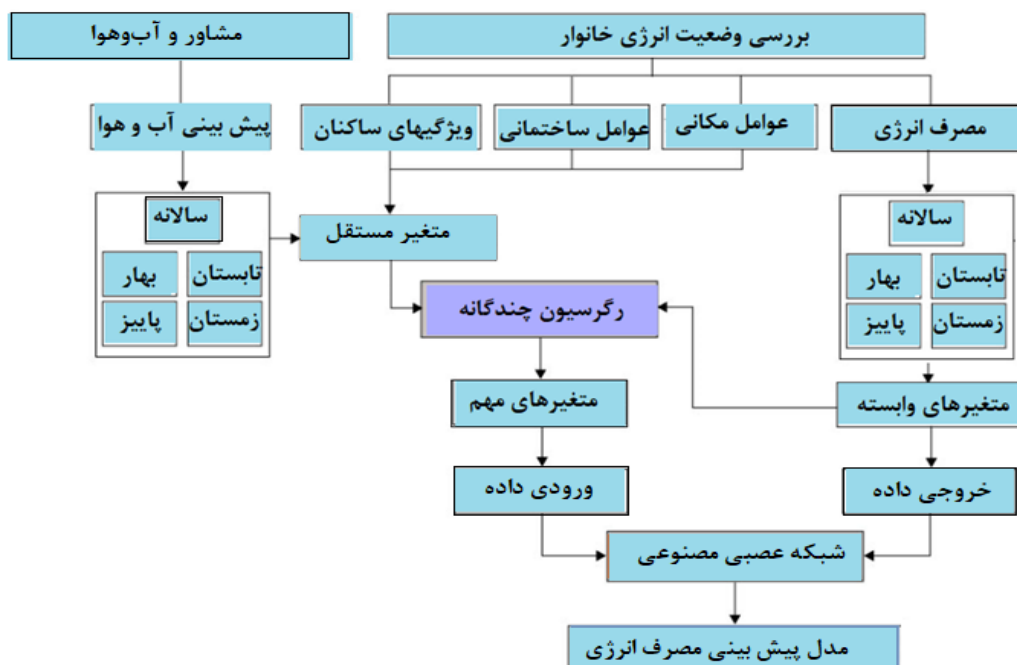 مشاور و آب‌وهوا
بررسی وضعیت انرژی خانوار
پیش بینی آب و هوا
ویژگیهای ساکنان
عوامل ساختمانی
عوامل مکانی
مصرف انرژی
سالانه
بهار
تابستان
پاییز
زمستان
متغیر مستقل
سالانه
بهار
تابستان
پاییز
زمستان
رگرسیون چندگانه
متغیرهای مهم
متغیرهای وابسته
ورودی داده
خروجی داده
شبکه عصبی مصنوعی
مدل پیش بینی مصرف انرژی